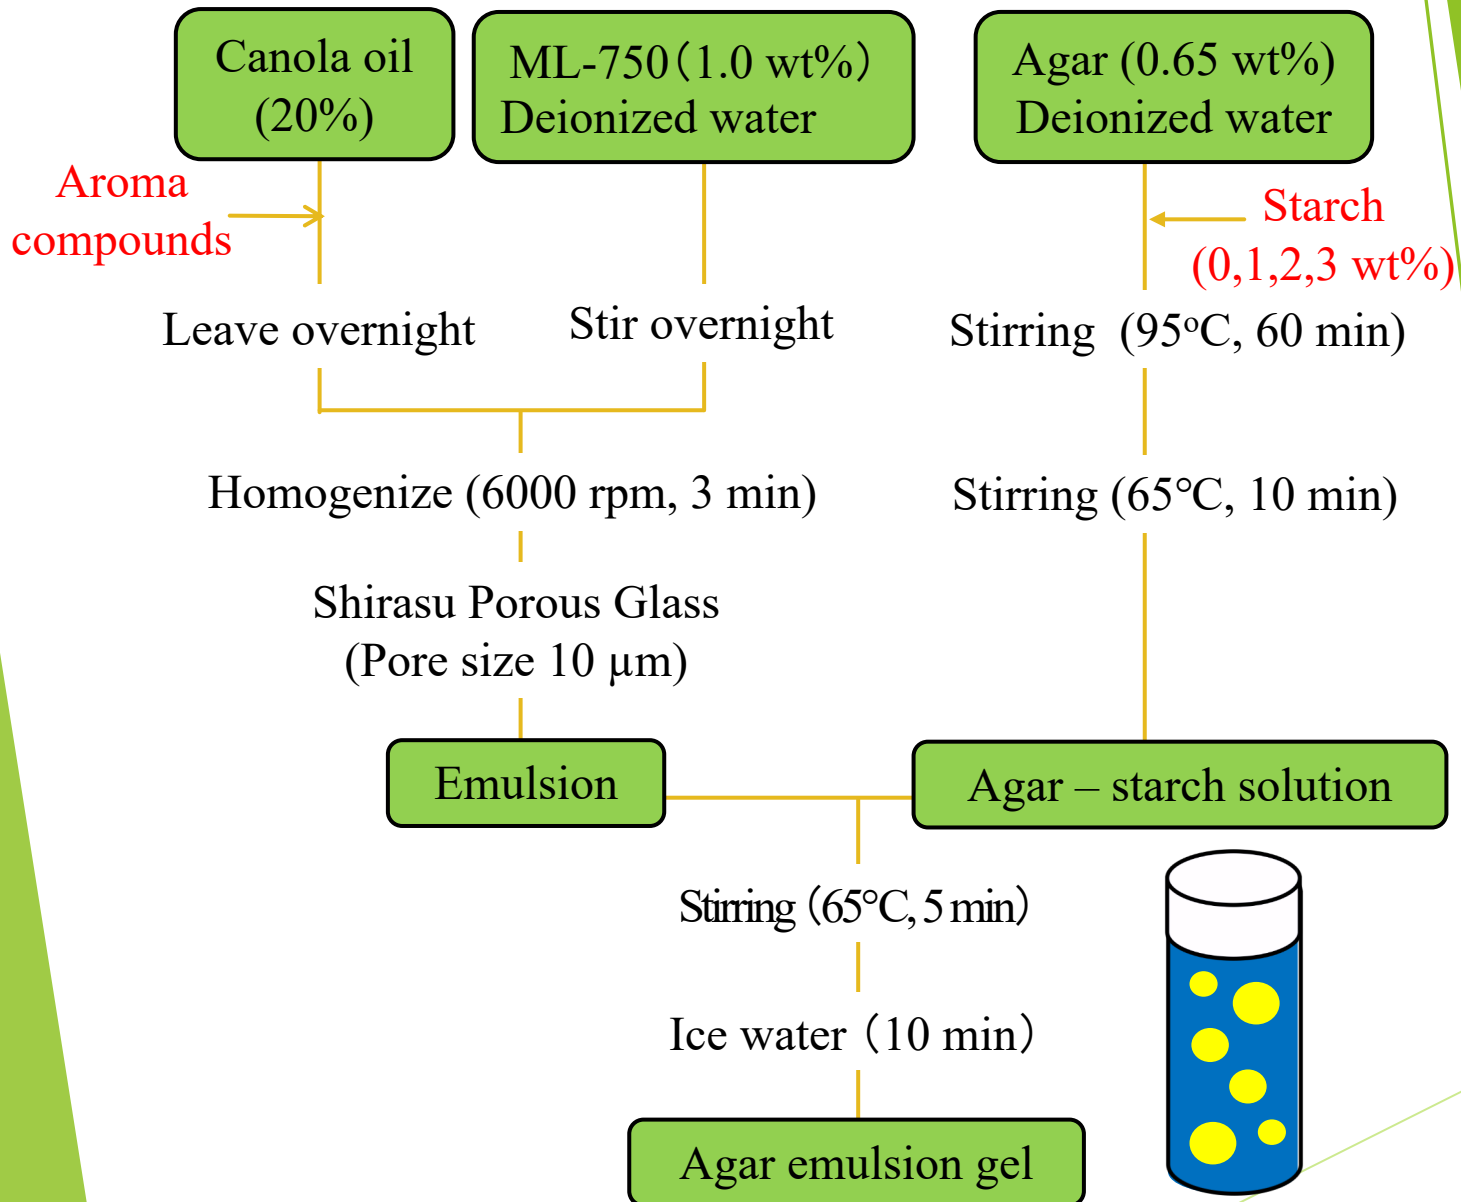 Canola oil
(20%)
ML-750（1.0 wt%）
Deionized water
Agar (0.65 wt%)
Deionized water
Aroma
compounds
Starch
(0,1,2,3 wt%)
Leave overnight
Stir overnight
Stirring (95°C, 60 min)
Homogenize (6000 rpm, 3 min)
Stirring (65℃, 10 min)
Shirasu Porous Glass
(Pore size 10 μm)
Emulsion
Agar – starch solution
Stirring（65°C, 5 min）
Ice water（10 min）
Agar emulsion gel